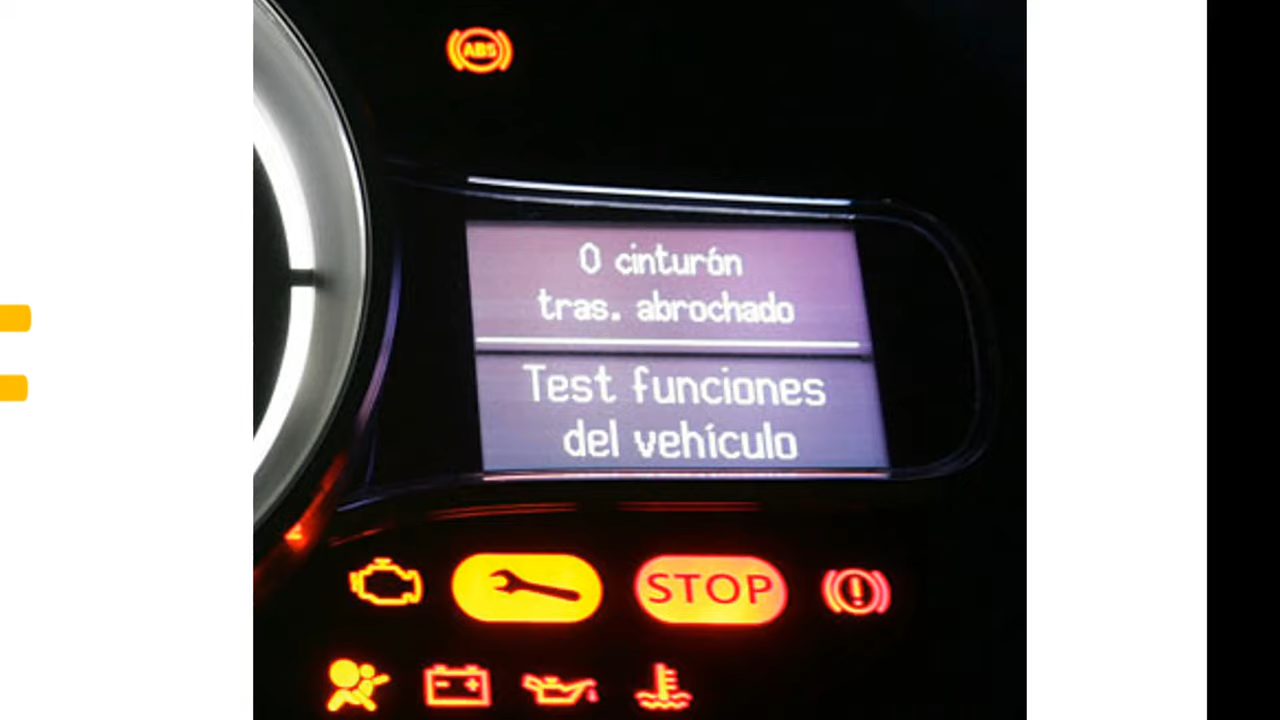 ABS
0 cinturón
tras. abrochado
Test funciones
del vehículo
STOP